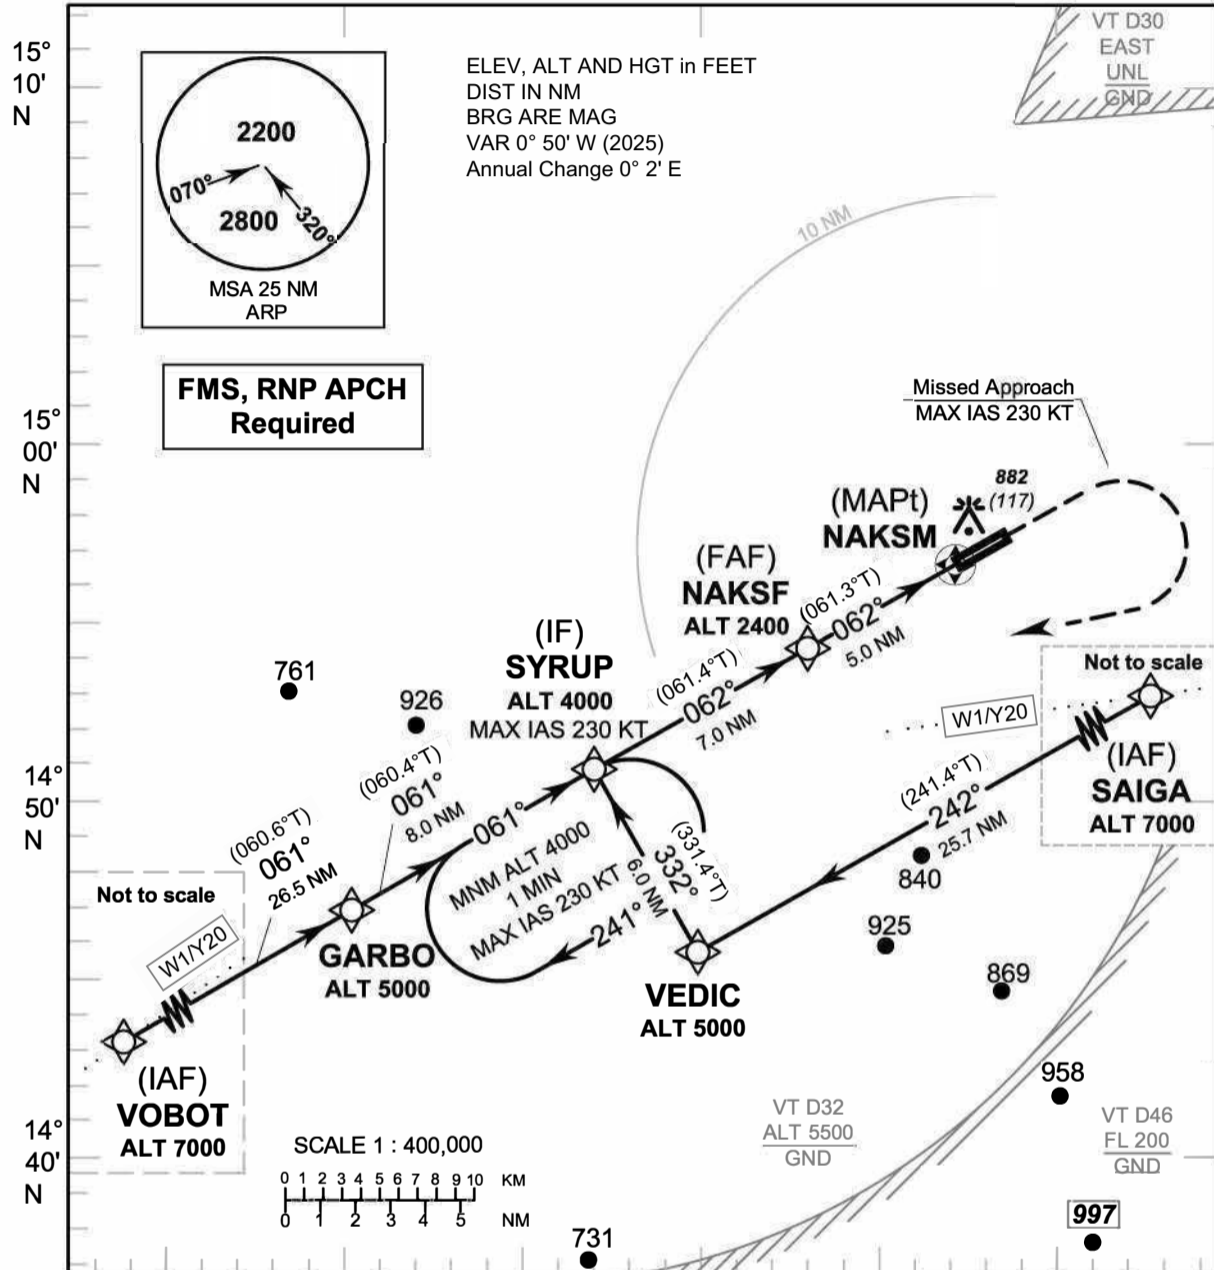 15°
10'
N
2200
070°
2800
320°
MSA 25 NM
ARP
ELEV, ALT AND HGT in FEET
DIST IN NM
BRG ARE MAG
VAR 0° 50' W (2025)
Annual Change 0° 2' E
VT D30
EAST
UNL
GND
10 NM
FMS, RNP APCH
Required
15°
00'
N
Missed Approach
MAX IAS 230 KT
882
(117)
(MAPt)
NAKSM
(FAF)
NAKSF
ALT 2400
(061.3°T)
062°
5.0 NM
(IF)
SYRUP
ALT 4000
MAX IAS 230 KT
(061.4°T)
062°
7.0 NM
761
926
Not to scale
W1/Y20
(IAF)
SAIGA
ALT 7000
14°
50'
N
(060.4°T)
061°
8.0 NM
(060.6°T)
061°
26.5 NM
061°
MNM ALT 4000
1 MIN
MAX IAS 230 KT
241°
(331.4°T)
332°
6.0 NM
(241.4°T)
242°
25.7 NM
840
925
869
Not to scale
W1/Y20
GARBO
ALT 5000
VEDIC
ALT 5000
(IAF)
VOBOT
ALT 7000
958
VT D32
ALT 5500
GND
VT D46
FL 200
GND
14°
40'
N
SCALE 1 : 400,000
0 1 2 3 4 5 6 7 8 9 10 KM
0 1 2 3 4 5 NM
731
997